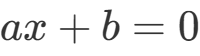 ax + b = 0